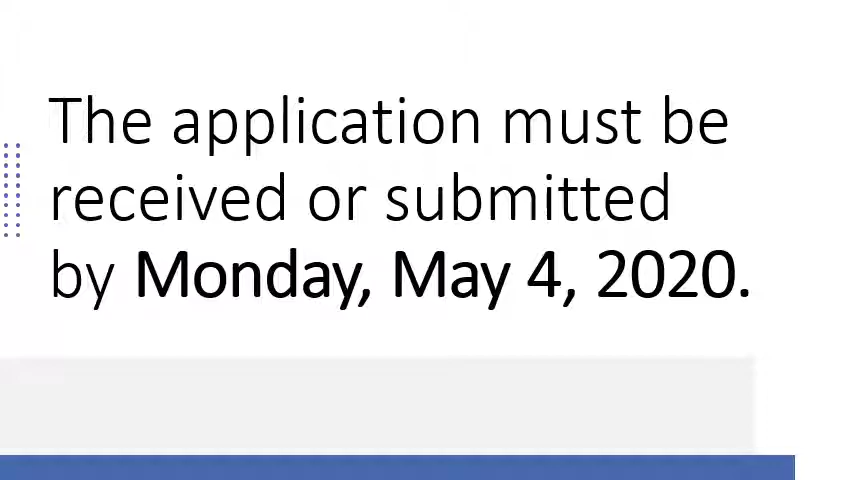 The application must be
received or submitted
by Monday, May 4, 2020.